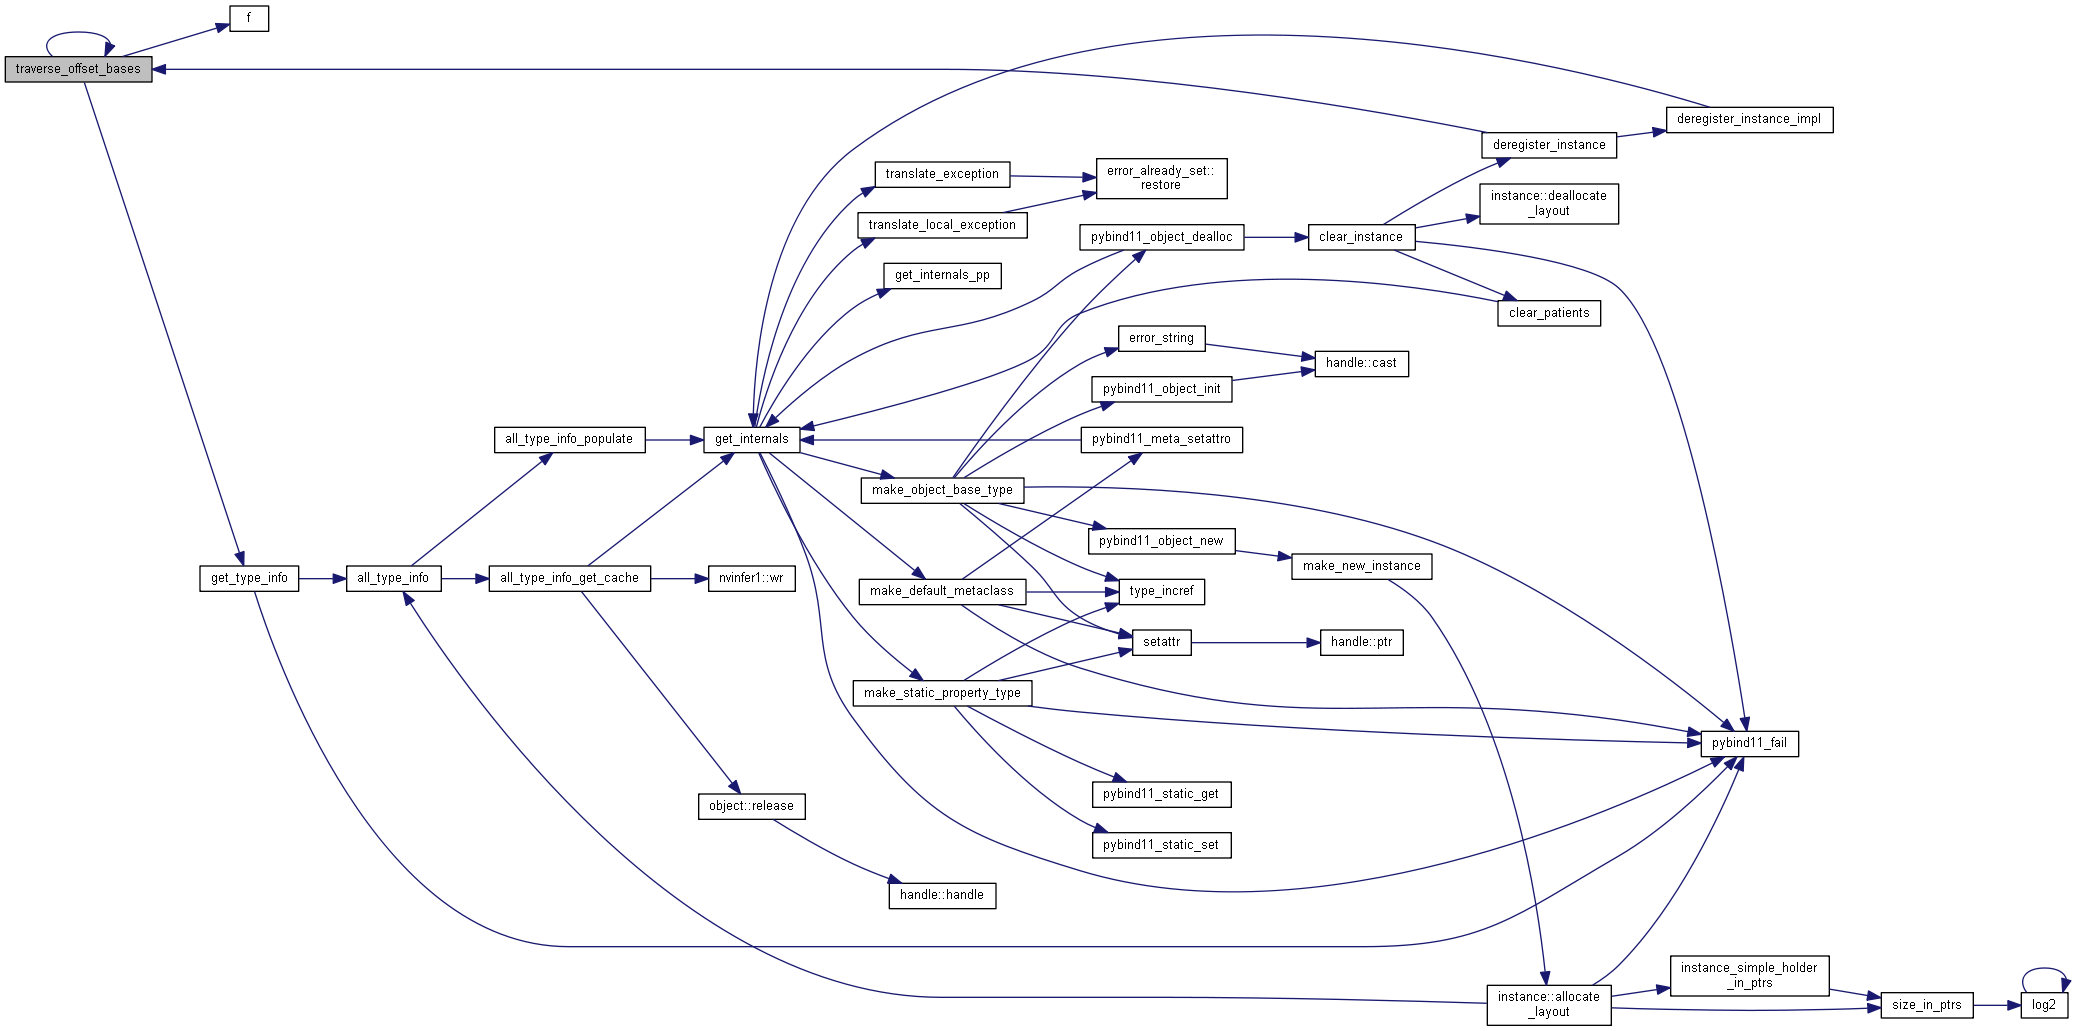 f
traverse_offset_bases
deregister_instance_impl
deregister_instance
translate_exception
error_already_set::
restore
instance::deallocate
_layout
translate_local_exception
pybind11_object_dealloc
clear_instance
get_internals_pp
clear_patients
error_string
handle::cast
pybind11_object_init
all_type_info_populate
get_internals
pybind11_meta_setattro
make_object_base_type
pybind11_object_new
make_new_instance
get_type_info
all_type_info
all_type_info_get_cache
nvinfer1::wr
make_default_metaclass
type_incref
setattr
handle::ptr
make_static_property_type
pybind11_fail
pybind11_static_get
object::release
pybind11_static_set
handle::handle
instance_simple_holder
_in_ptrs
instance::allocate
_layout
size_in_ptrs
log2